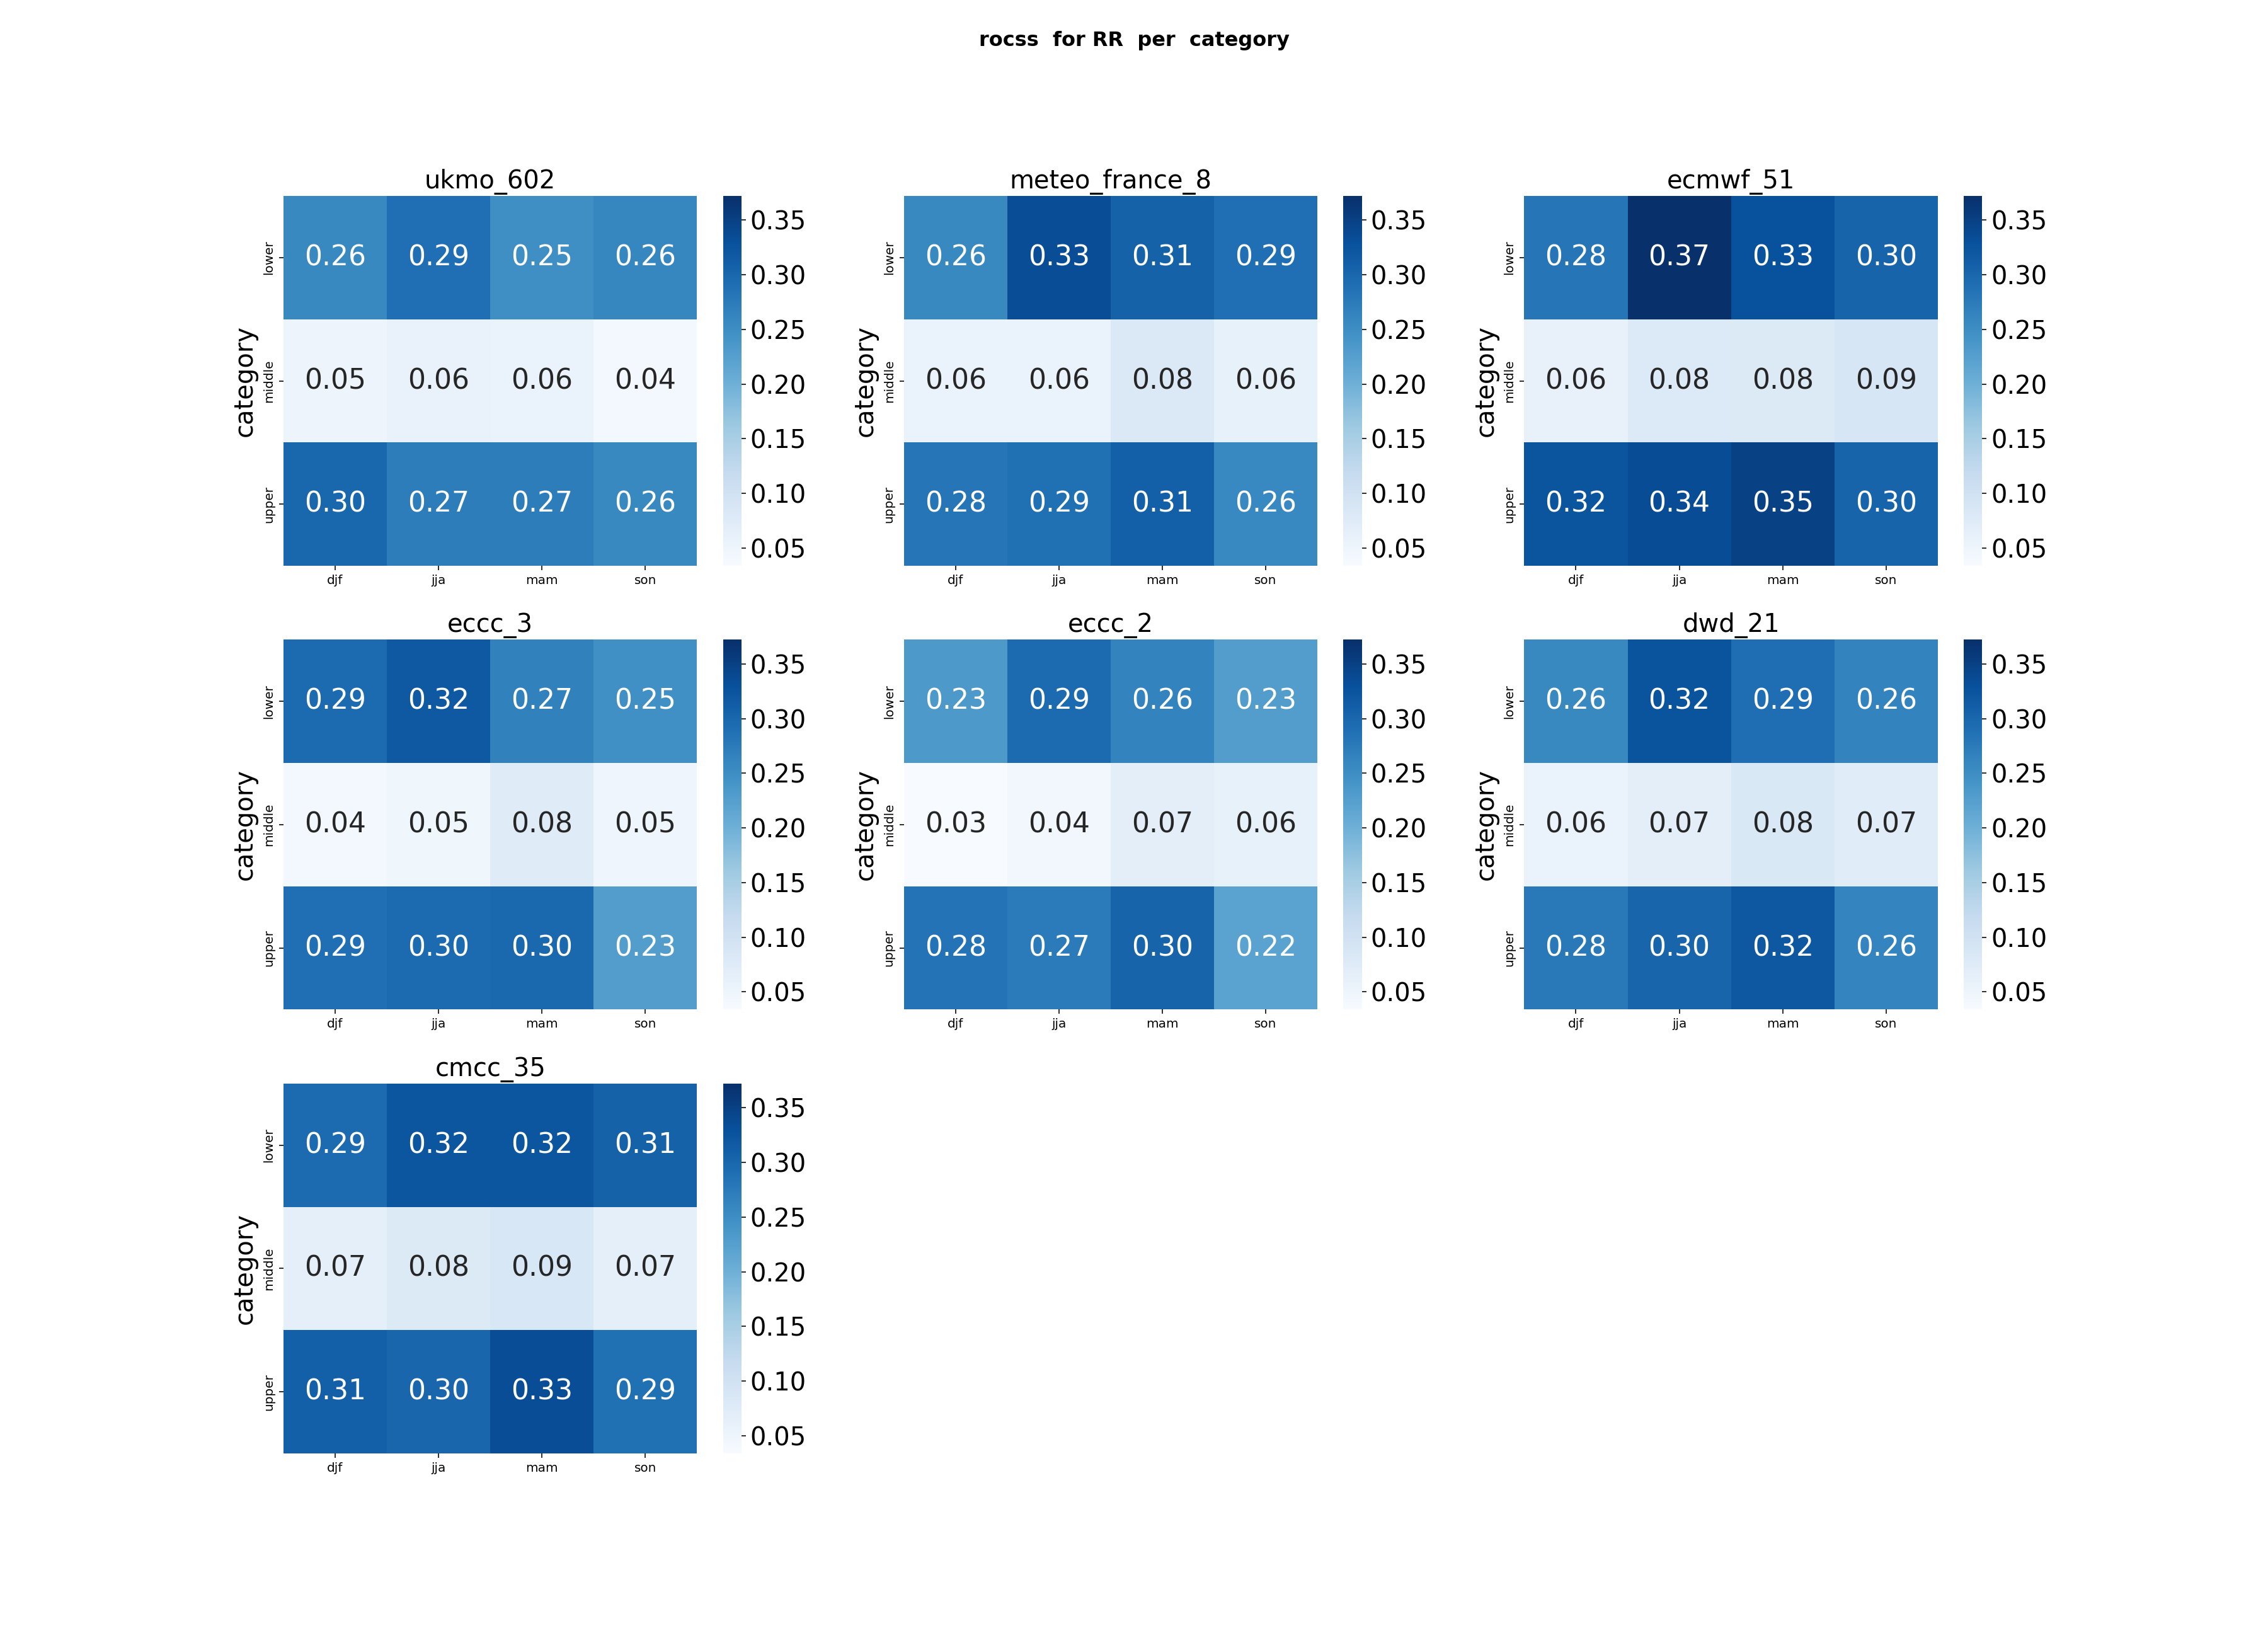 rocss for RR per category
ukmo_602
category
lower
0.26 0.29 0.25 0.26
middle
0.05 0.06 0.06 0.04
upper
0.30 0.27 0.27 0.26
djf jja mam son
0.35
0.30
0.25
0.20
0.15
0.10
0.05
meteo_france_8
category
lower
0.26 0.33 0.31 0.29
middle
0.06 0.06 0.08 0.06
upper
0.28 0.29 0.31 0.26
djf jja mam son
0.35
0.30
0.25
0.20
0.15
0.10
0.05
ecmwf_51
category
lower
0.28 0.37 0.33 0.30
middle
0.06 0.08 0.08 0.09
upper
0.32 0.34 0.35 0.30
djf jja mam son
0.35
0.30
0.25
0.20
0.15
0.10
0.05
eccc_3
category
lower
0.29 0.32 0.27 0.25
middle
0.04 0.05 0.08 0.05
upper
0.29 0.30 0.30 0.23
djf jja mam son
0.35
0.30
0.25
0.20
0.15
0.10
0.05
eccc_2
category
lower
0.23 0.29 0.26 0.23
middle
0.03 0.04 0.07 0.06
upper
0.28 0.27 0.30 0.22
djf jja mam son
0.35
0.30
0.25
0.20
0.15
0.10
0.05
dwd_21
category
lower
0.26 0.32 0.29 0.26
middle
0.06 0.07 0.08 0.07
upper
0.28 0.30 0.32 0.26
djf jja mam son
0.35
0.30
0.25
0.20
0.15
0.10
0.05
cmcc_35
category
lower
0.29 0.32 0.32 0.31
middle
0.07 0.08 0.09 0.07
upper
0.31 0.30 0.33 0.29
djf jja mam son
0.35
0.30
0.25
0.20
0.15
0.10
0.05